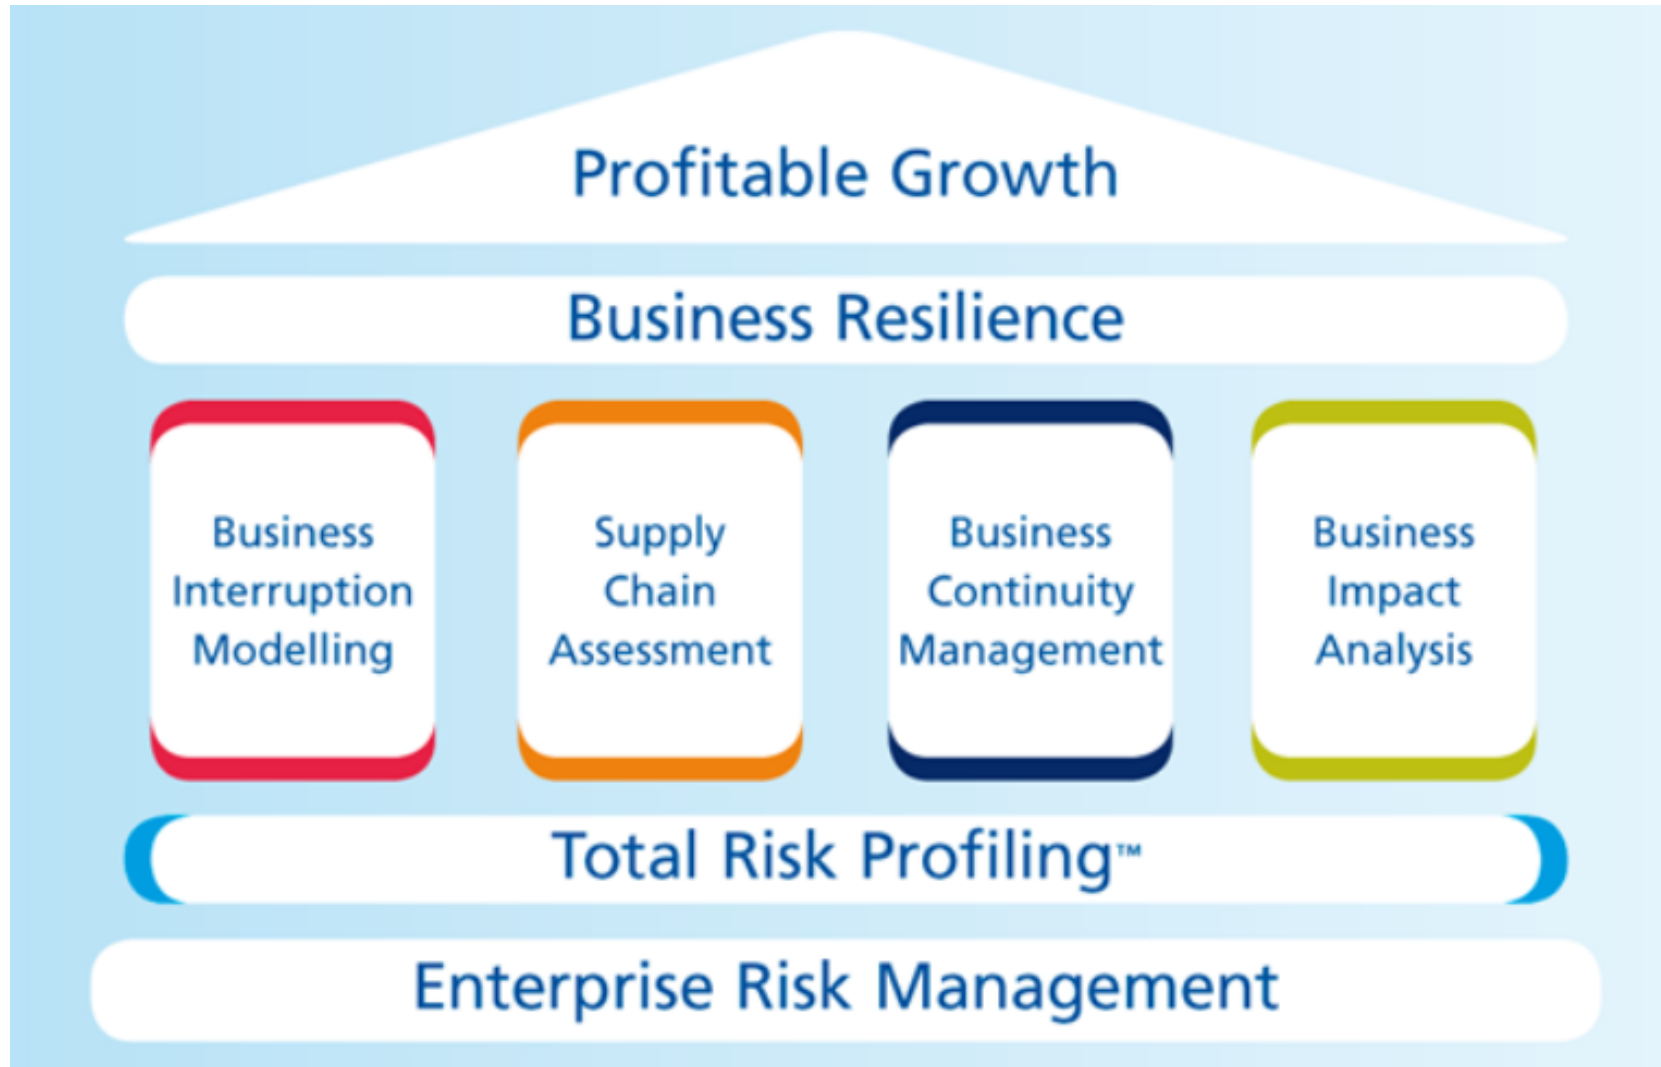 Profitable Growth
Business Resilience
Business
Interruption
Modelling
Supply
Chain
Assessment
Business
Continuity
Management
Business
Impact
Analysis
Total Risk Profiling™
Enterprise Risk Management